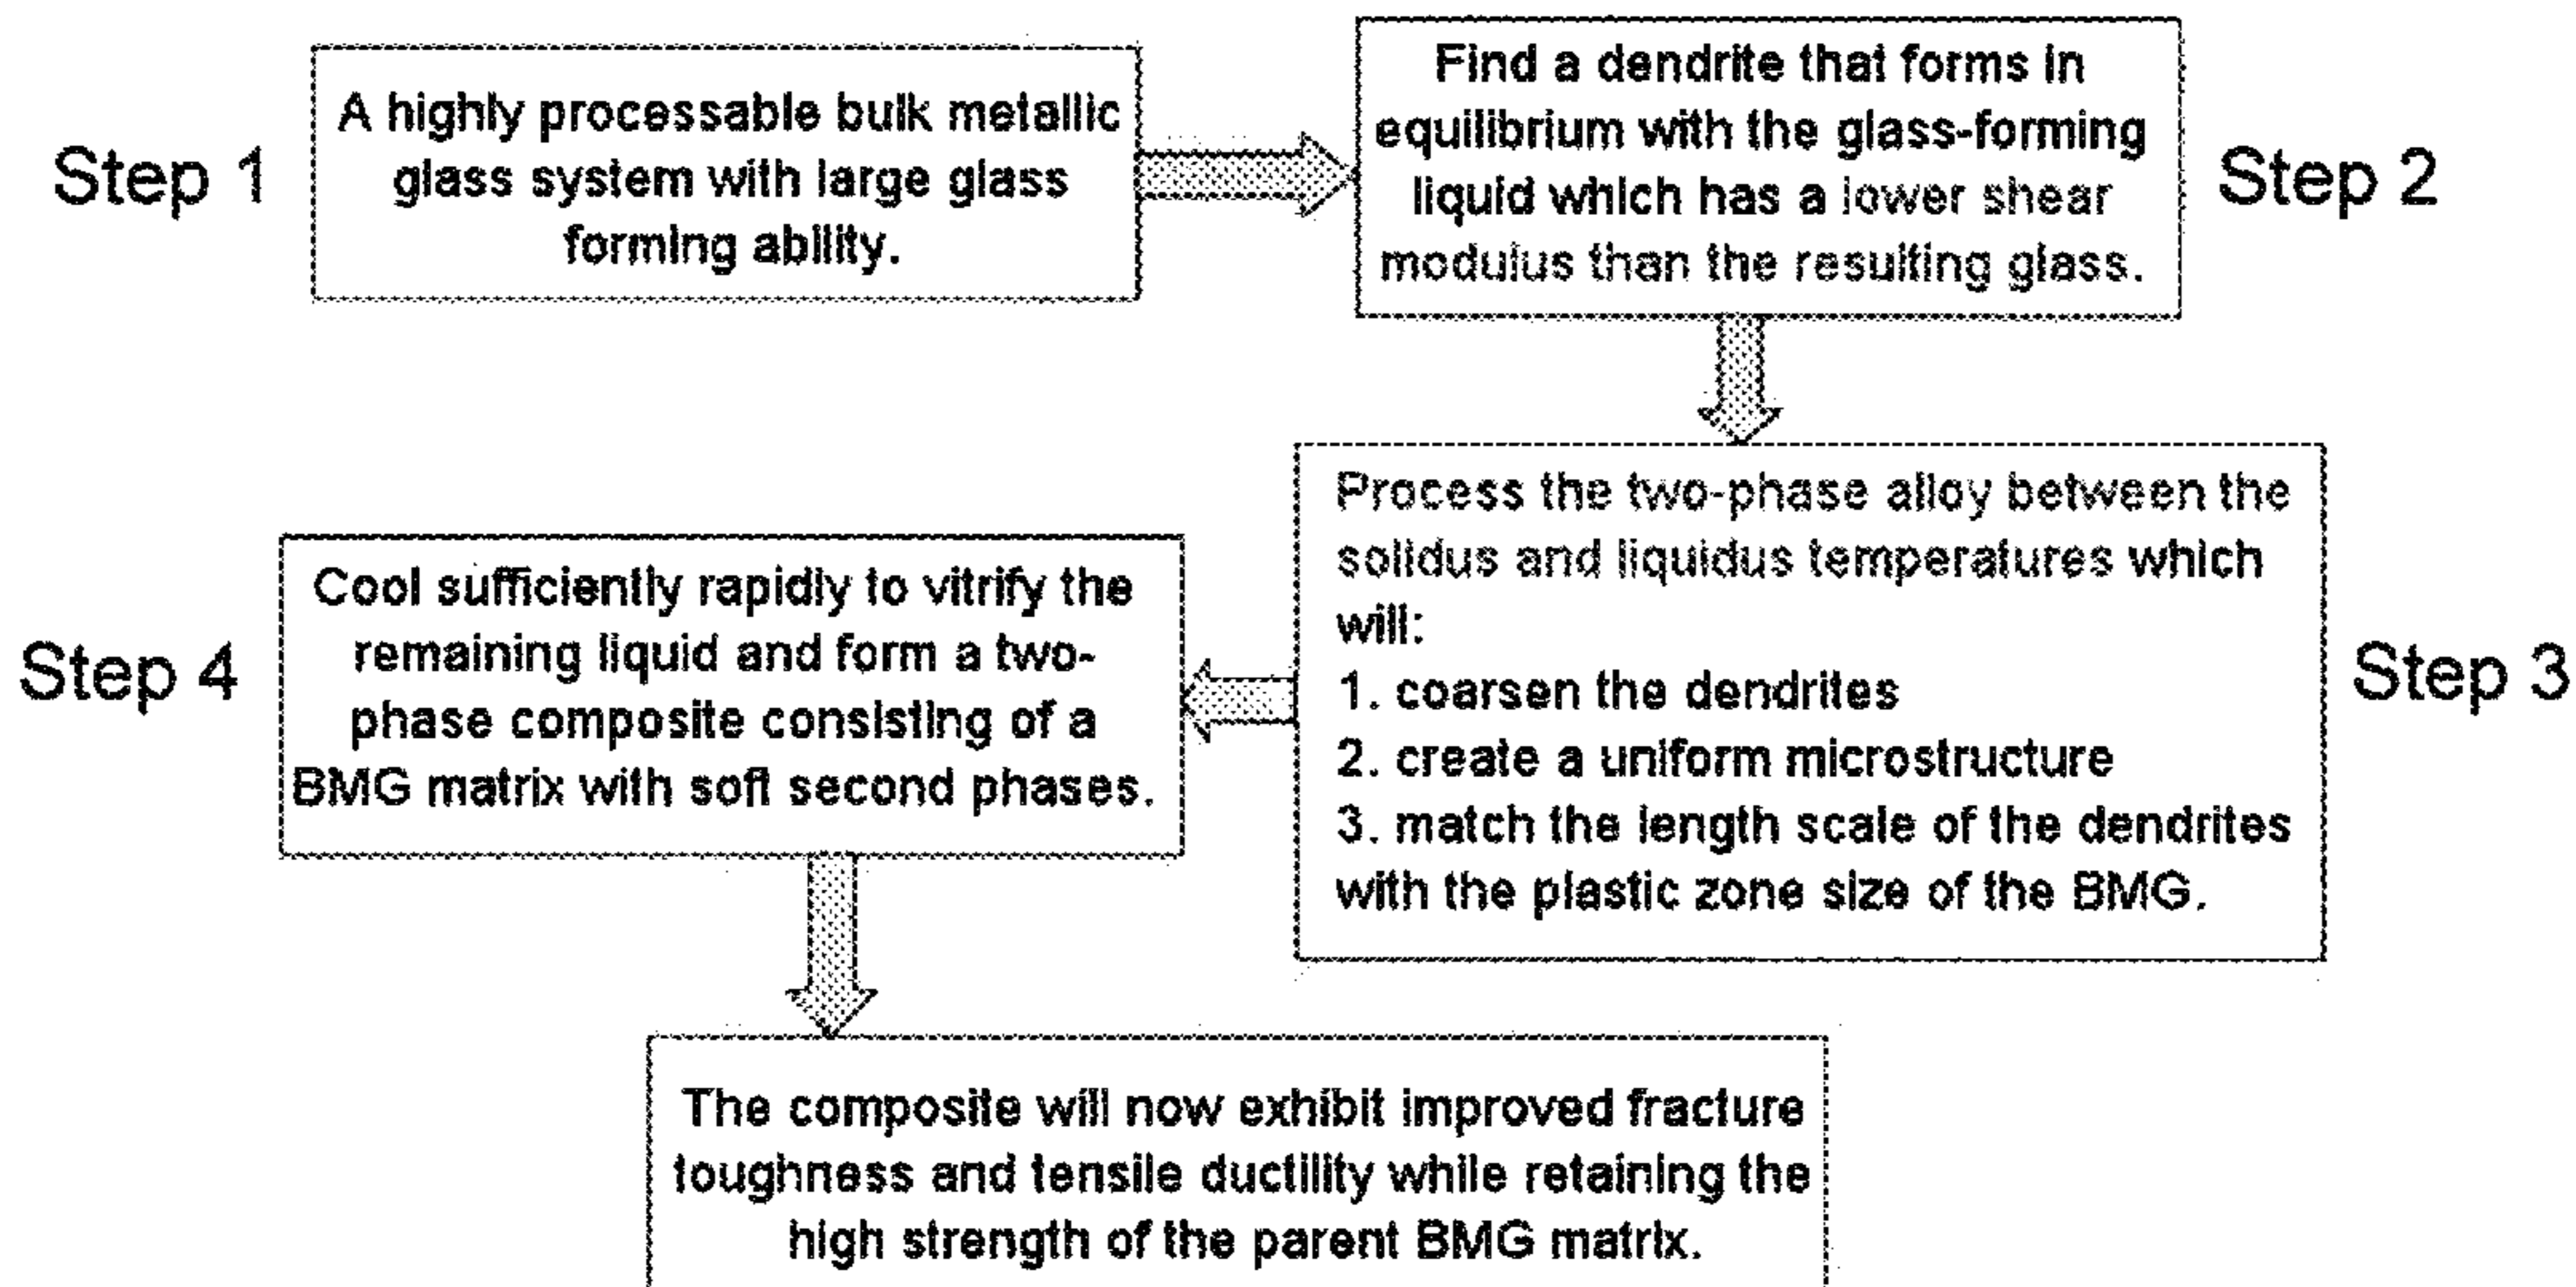 Step 1
A highly processable bulk metallic
glass system with large glass
forming ability.
Find a dendrite that forms in
equilibrium with the glass-forming
liquid which has a lower shear
modulus than the resulting glass.
Step 2
Process the two-phase alloy between the
solidus and liquidus temperatures which
will:
1. coarsen the dendrites
2. create a uniform microstructure
3. match the length scale of the dendrites
with the plastic zone size of the BMG.
Step 3
Step 4
Cool sufficiently rapidly to vitrify the
remaining liquid and form a two-
phase composite consisting of a
BMG matrix with soft second phases.
The composite will now exhibit improved fracture
toughness and tensile ductility while retaining the
high strength of the parent BMG matrix.